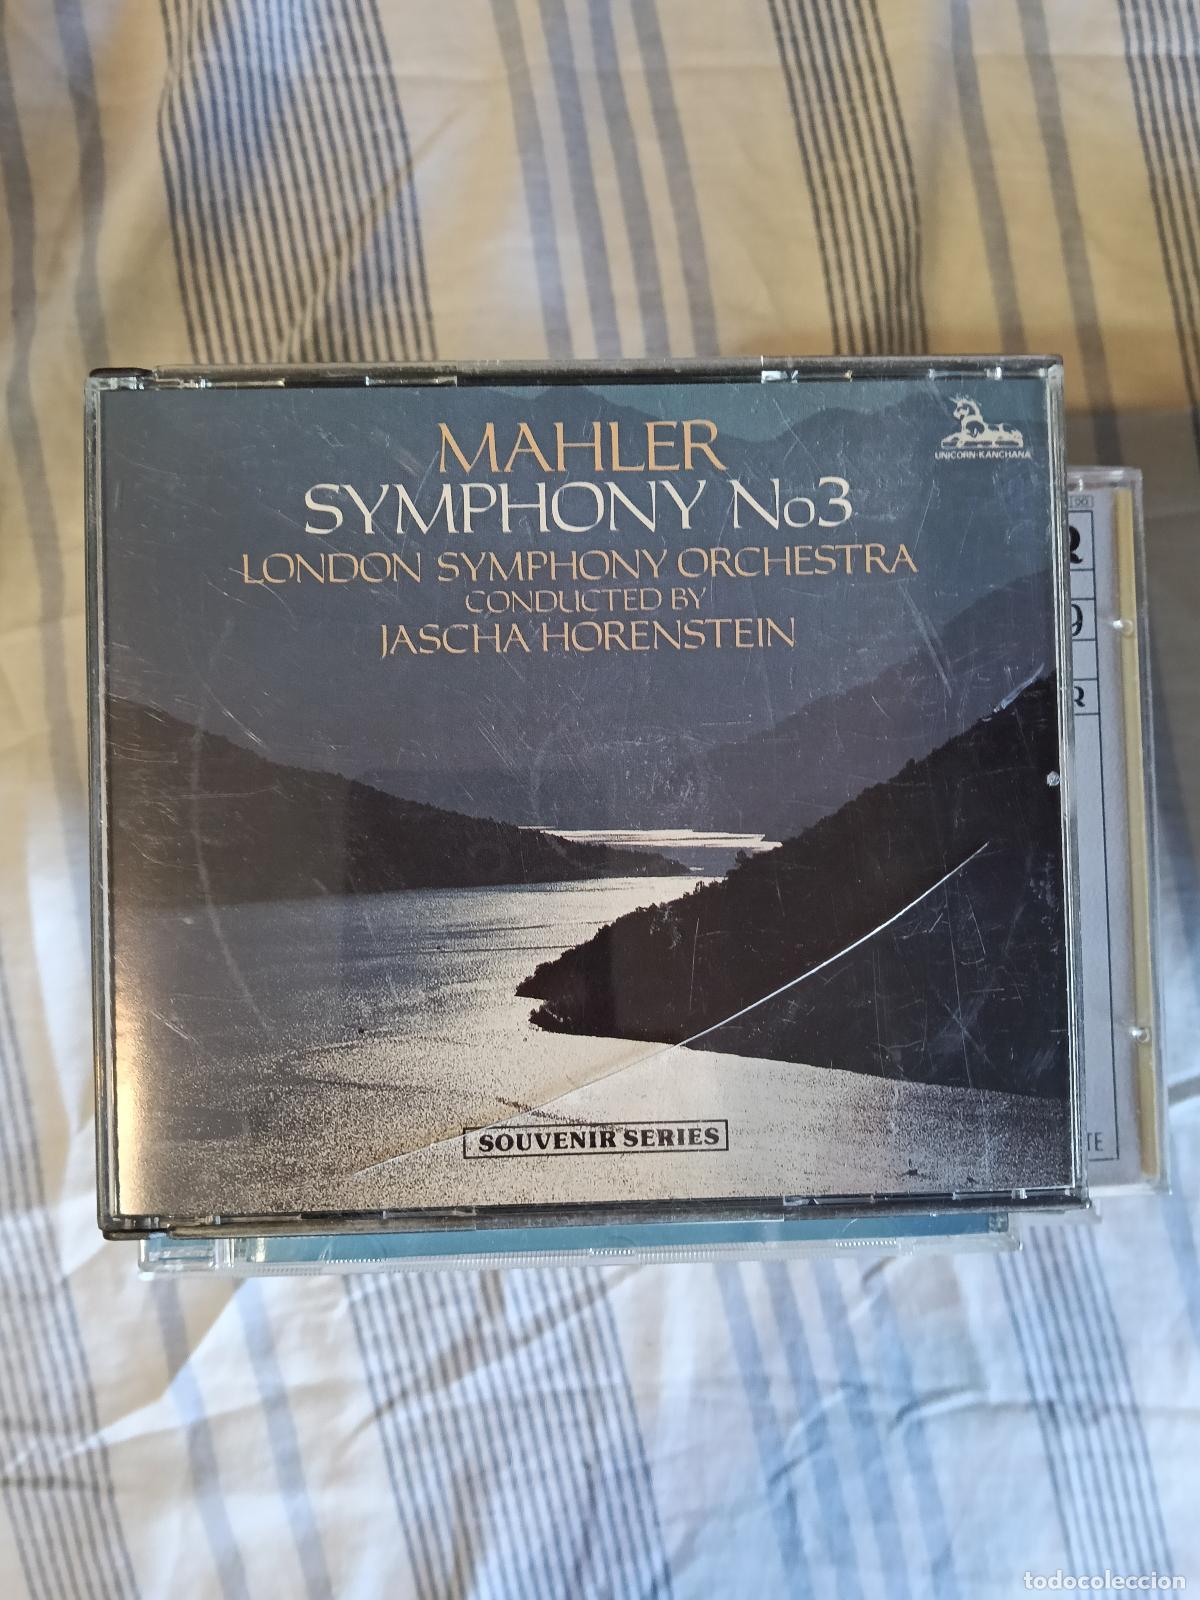 MAHLER
SYMPHONY No3
LONDON SYMPHONY ORCHESTRA
CONDUCTED BY
JASCHA HORENSTEIN
UNICORN-KANCHANA
SOUVENIR SERIES
todocoleccion